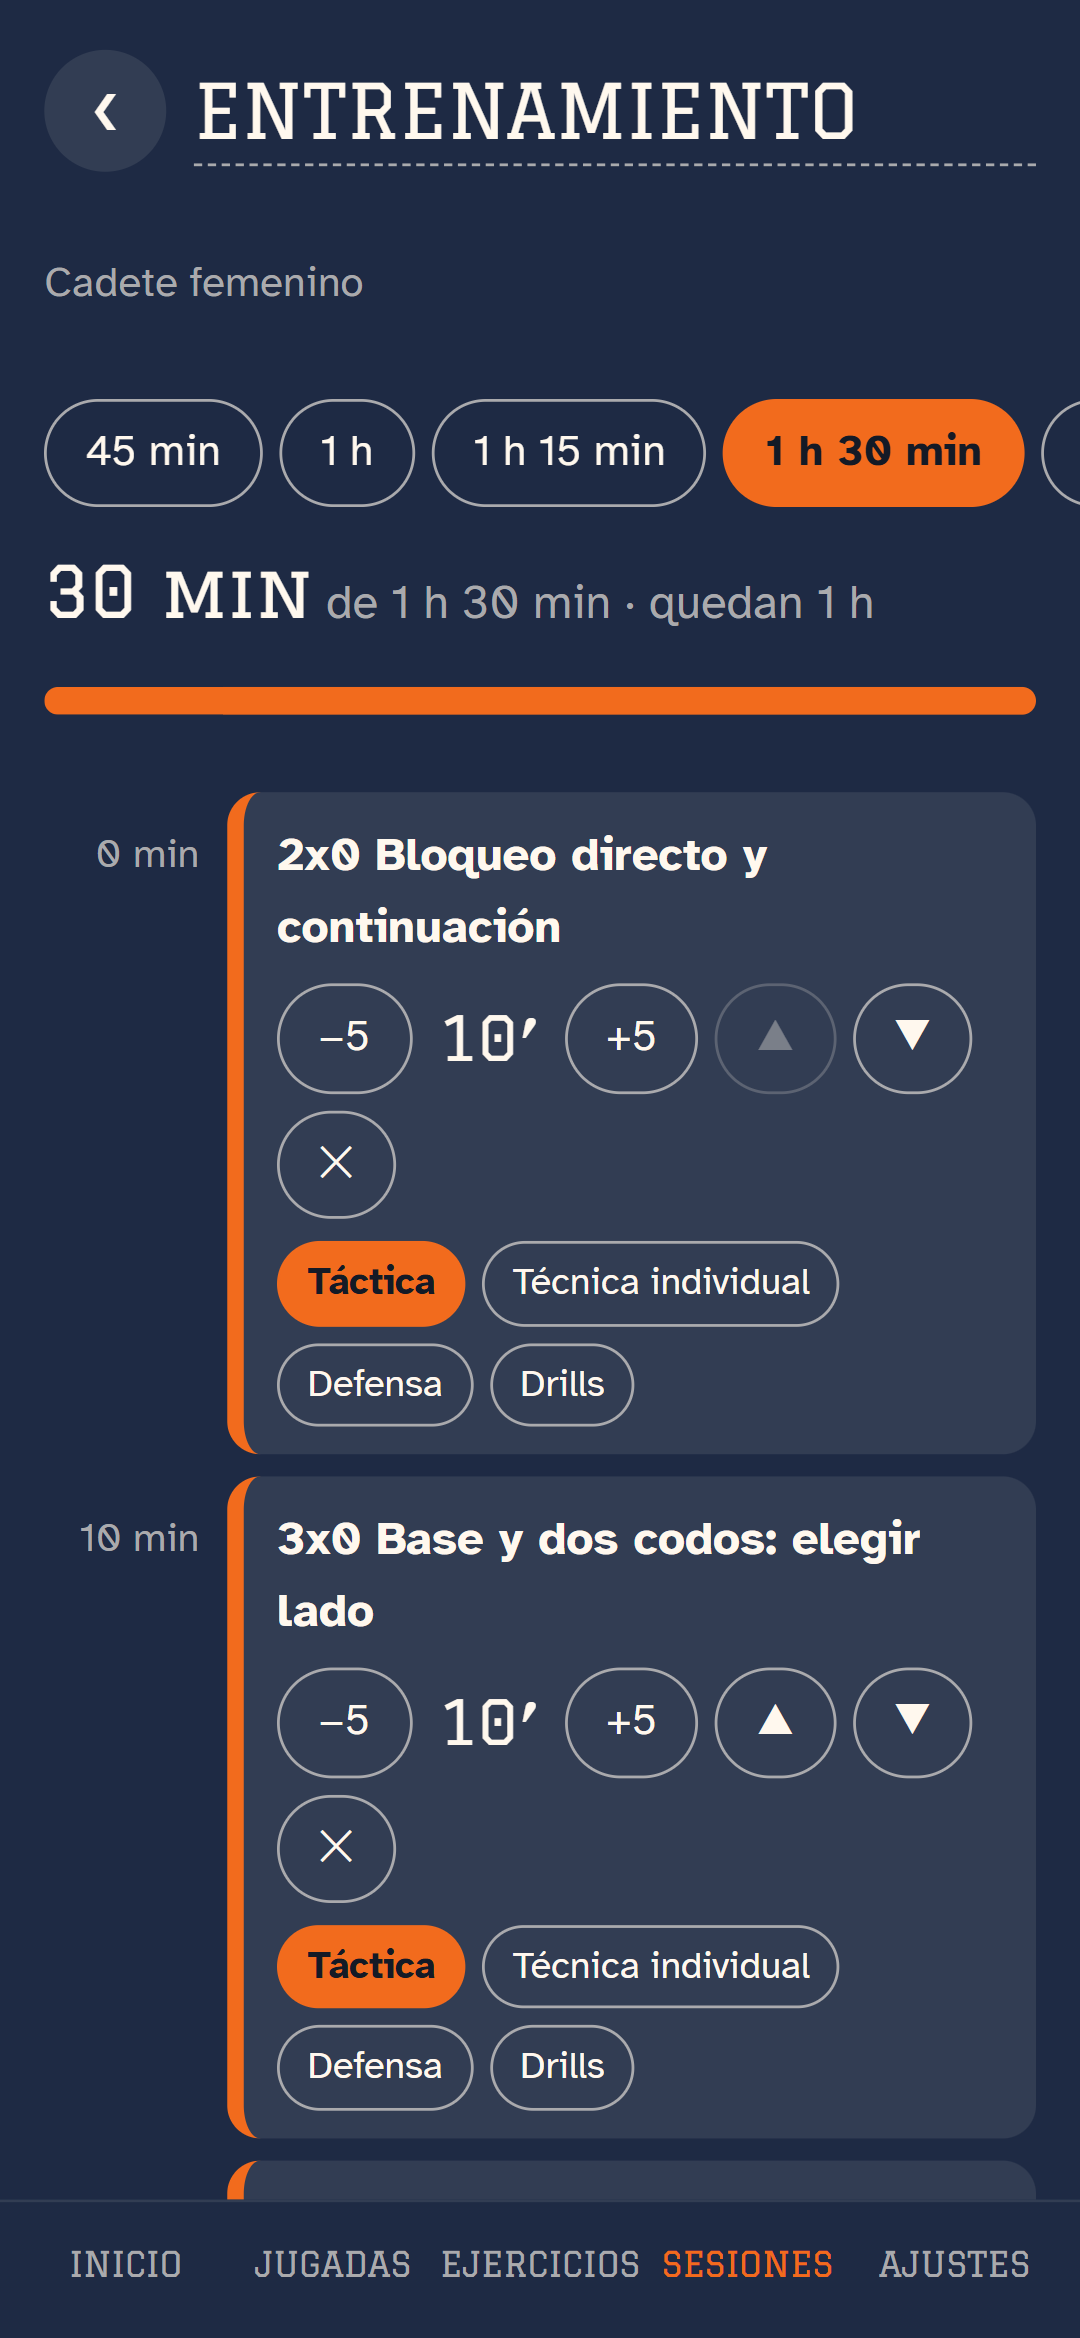 ‹ ENTRENAMIENTO
Cadete femenino
45 min 1 h 1 h 15 min 1 h 30 min
30 MIN de 1 h 30 min · quedan 1 h
0 min 2x0 Bloqueo directo y
continuación
−5 10′ +5 ▲ ▼
×
Táctica Técnica individual
Defensa Drills
10 min 3x0 Base y dos codos: elegir
lado
−5 10′ +5 ▲ ▼
×
Táctica Técnica individual
Defensa Drills
INICIO JUGADAS EJERCICIOS SESIONES AJUSTES